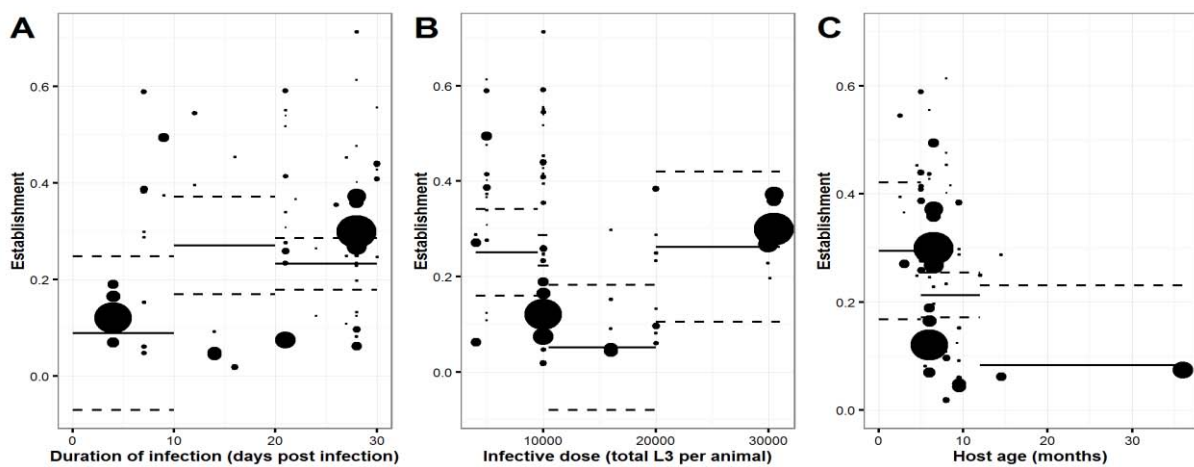 A
Establishment
0.6
0.4
0.2
0.0
0
10
20
30
Duration of infection (days post infection)
B
Establishment
0.6
0.4
0.2
0.0
10000
20000
30000
Infective dose (total L3 per animal)
C
Establishment
0.6
0.4
0.2
0.0
0
10
20
30
Host age (months)